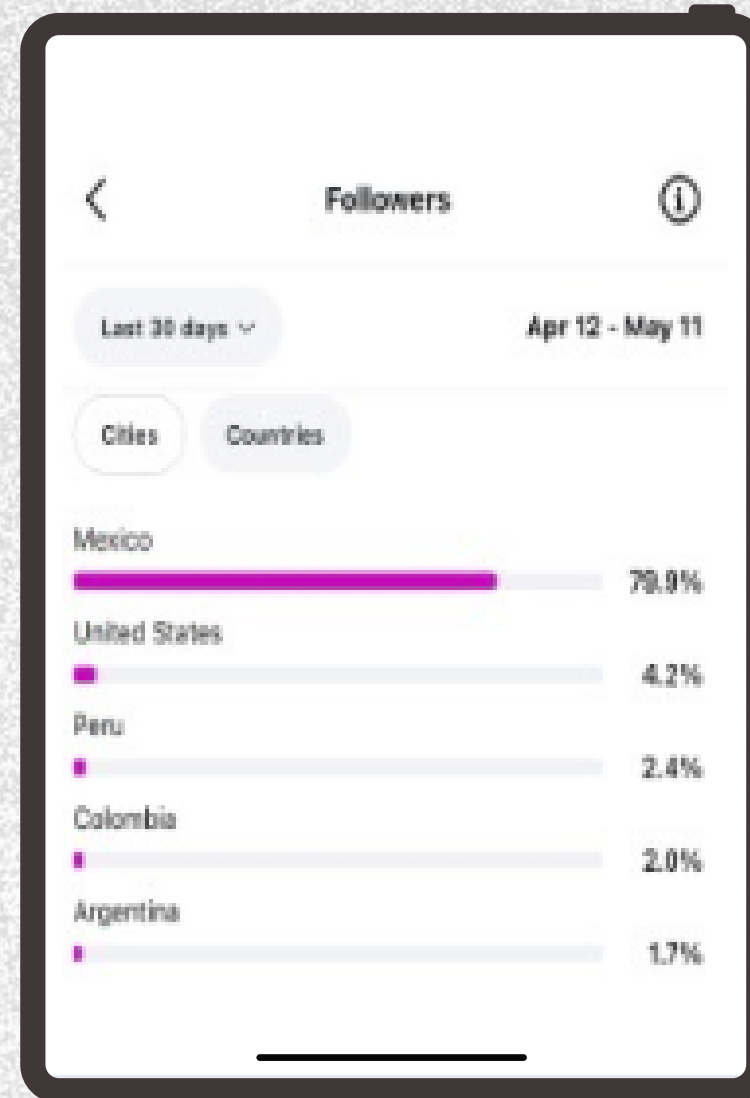 Followers
Last 30 days
Apr 12 - May 11
Cities
Countries
Mexico
79.9%
United States
4.2%
Peru
2.4%
Colombia
2.0%
Argentina
1.7%